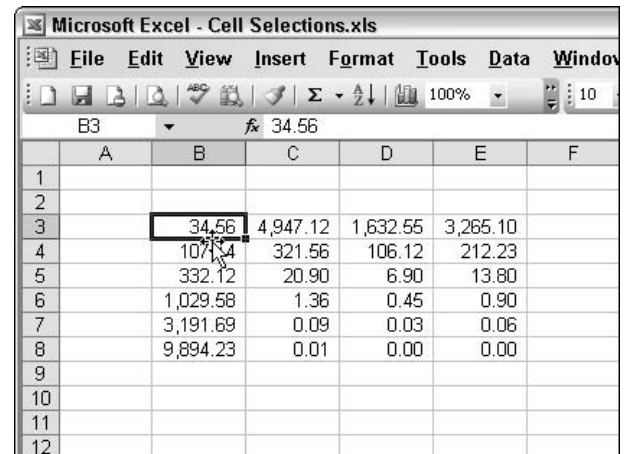 Microsoft Excel - Cell Selections.xls
File Edit View Insert Format Tools Data
ABC Σ A Z 100% 10
B3 fx 34.56
A B C D E F
1
2
3 34.56 4,947.12 1,632.55 3,265.10
4 321.56 106.12 212.23
5 332.12 20.90 6.90 13.80
6 1,029.58 1.36 0.45 0.90
7 3,191.69 0.09 0.03 0.06
8 9,894.23 0.01 0.00 0.00
9
10
11
12